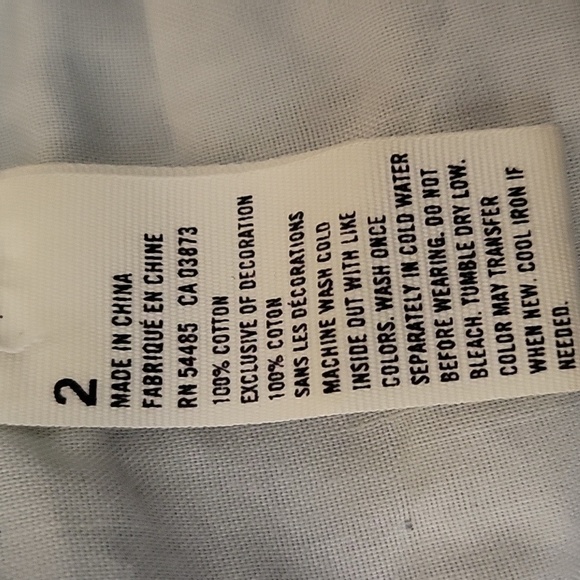 2
MADE IN CHINA
FABRIQUÉ EN CHINE
RN 54485 CA 03873
100% COTTON
EXCLUSIVE OF DECORATION
100% COTON
SANS LES DÉCORATIONS
MACHINE WASH COLD
INSIDE OUT WITH LIKE
COLORS. WASH ONCE
SEPARATELY IN COLD WATER
BEFORE WEARING. DO NOT
BLEACH. TUMBLE DRY LOW.
COLOR MAY TRANSFER
WHEN NEW. COOL IRON IF
NEEDED.